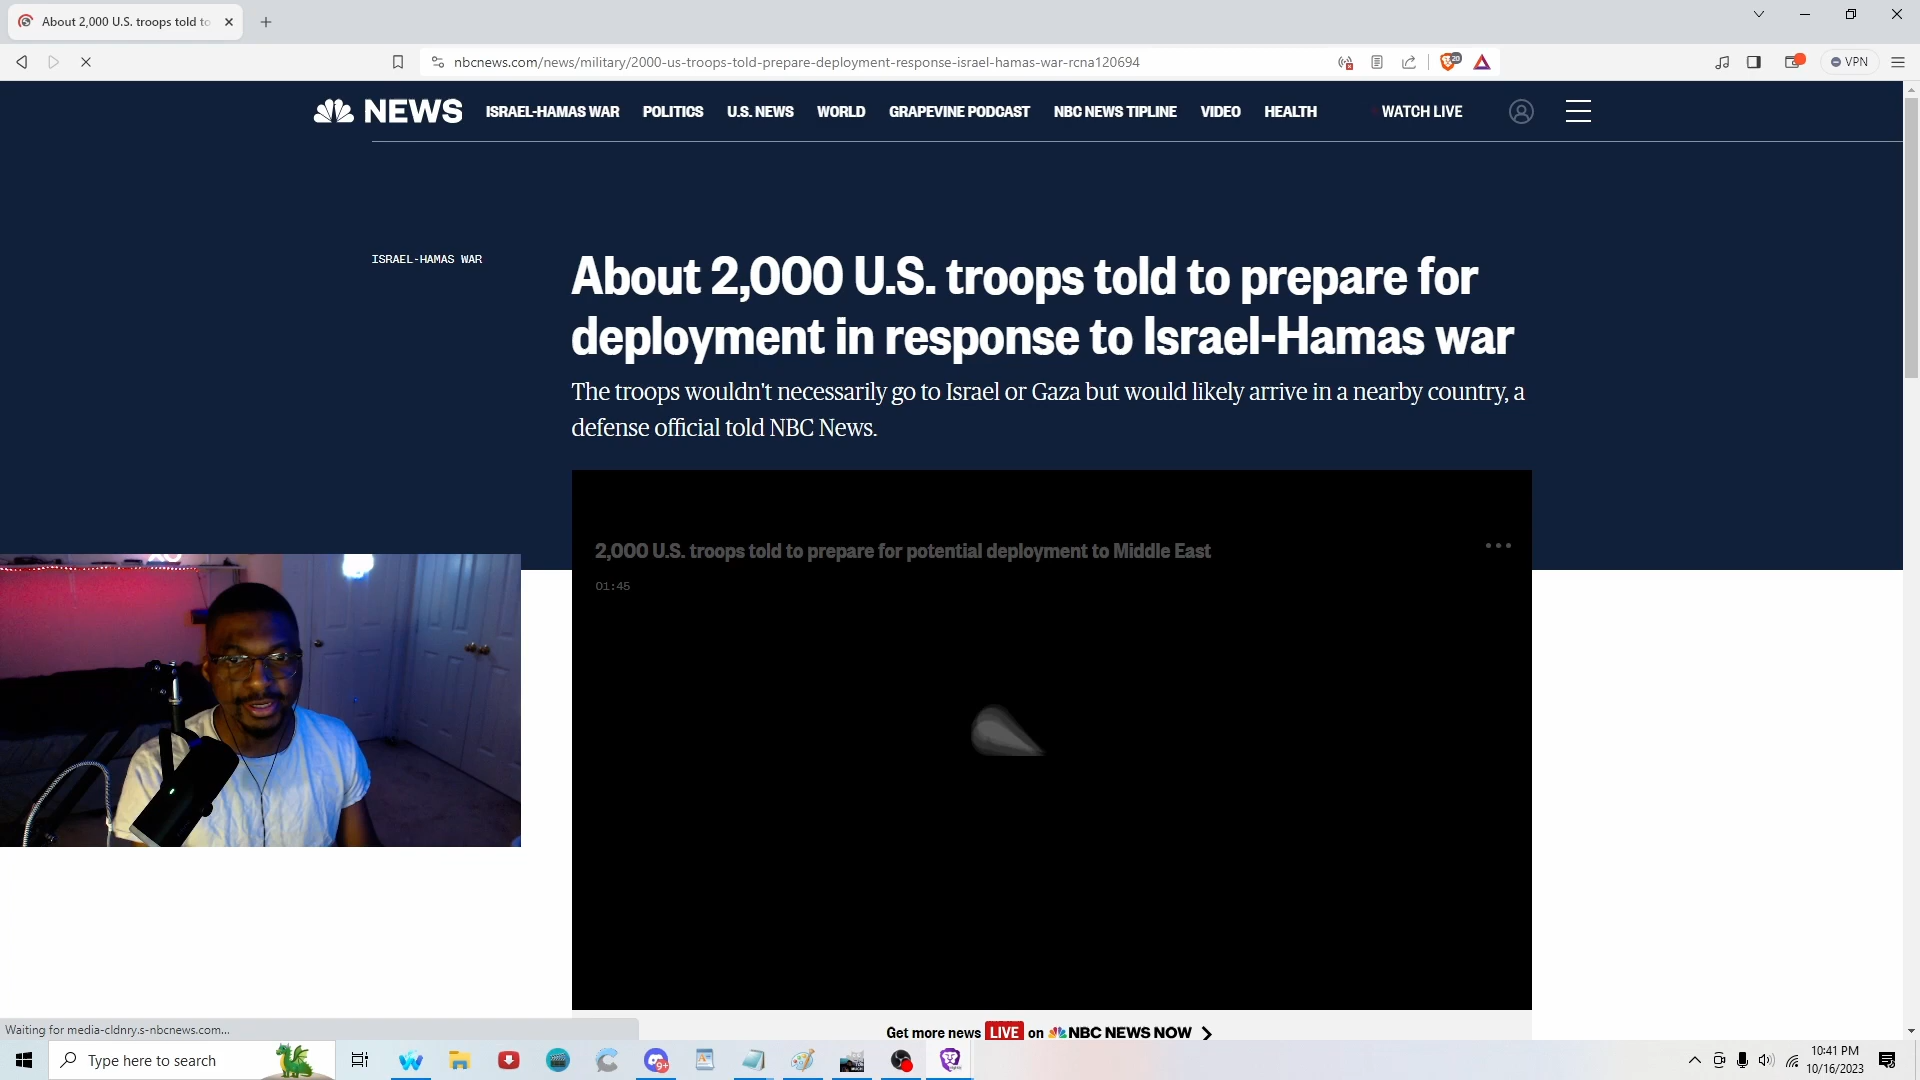 About 2,000 U.S. troops told to
nbcnews.com/news/military/2000-us-troops-told-prepare-deployment-response-israel-hamas-war-rcna120694
20
VPN
NEWS
ISRAEL-HAMAS WAR
POLITICS
U.S. NEWS
WORLD
GRAPEVINE PODCAST
NBC NEWS TIPLINE
VIDEO
HEALTH
WATCH LIVE
ISRAEL-HAMAS WAR
About 2,000 U.S. troops told to prepare for
deployment in response to Israel-Hamas war
The troops wouldn't necessarily go to Israel or Gaza but would likely arrive in a nearby country, a
defense official told NBC News.
2,000 U.S. troops told to prepare for potential deployment to Middle East
01:45
Get more news LIVE on NBC NEWS NOW
Waiting for media-cldnry.s-nbcnews.com...
Type here to search
9+
10:41 PM
10/16/2023